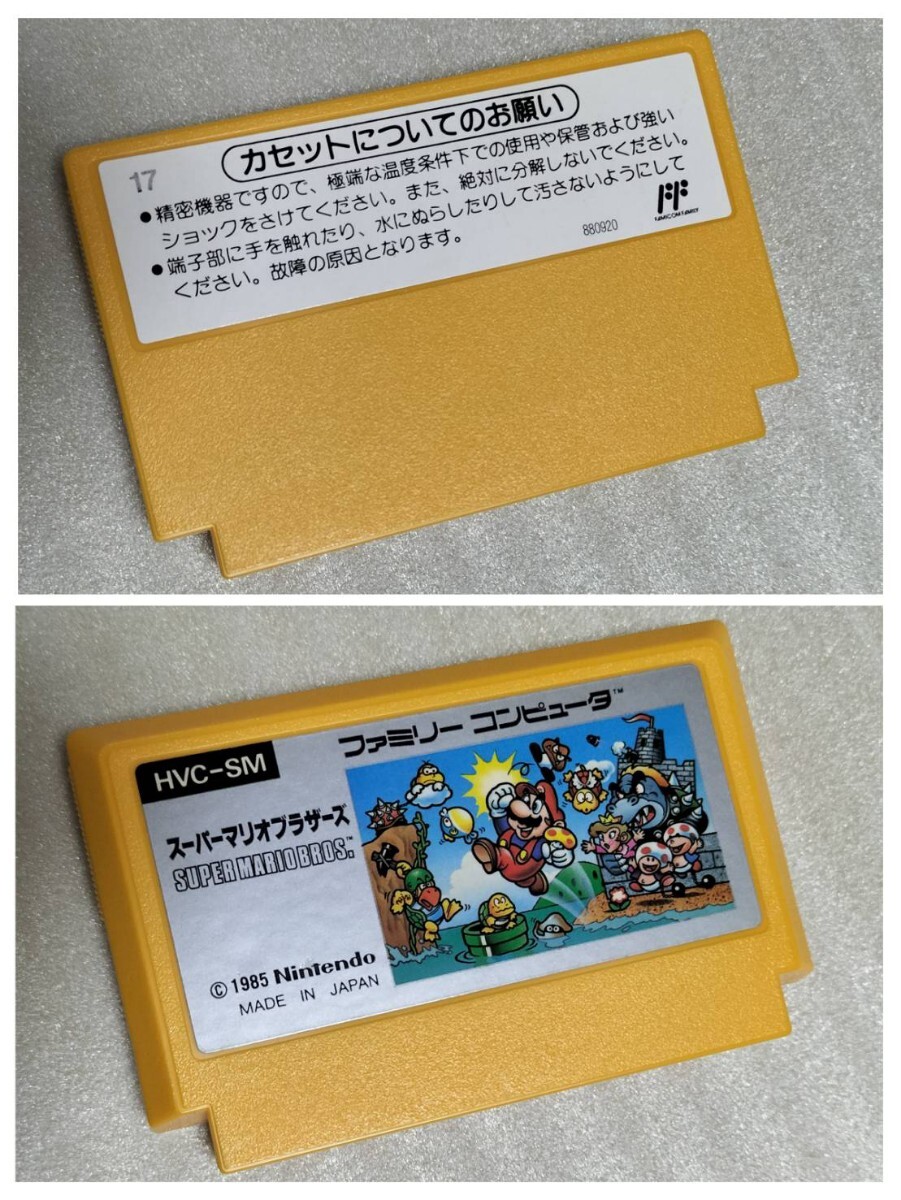 カセットについてのお願い
17
●精密機器ですので、極端な温度条件下での使用や保管および強い
ショックをさけてください。また、絶対に分解しないでください。
●端子部に手を触れたり、水にぬらしたりして汚さないようにして
ください。故障の原因となります。
880920
FAMICOM FAMILY
ファミリー コンピュータ™
HVC-SM
スーパーマリオブラザーズ
SUPER MARIO BROS.™
© 1985 Nintendo
MADE IN JAPAN